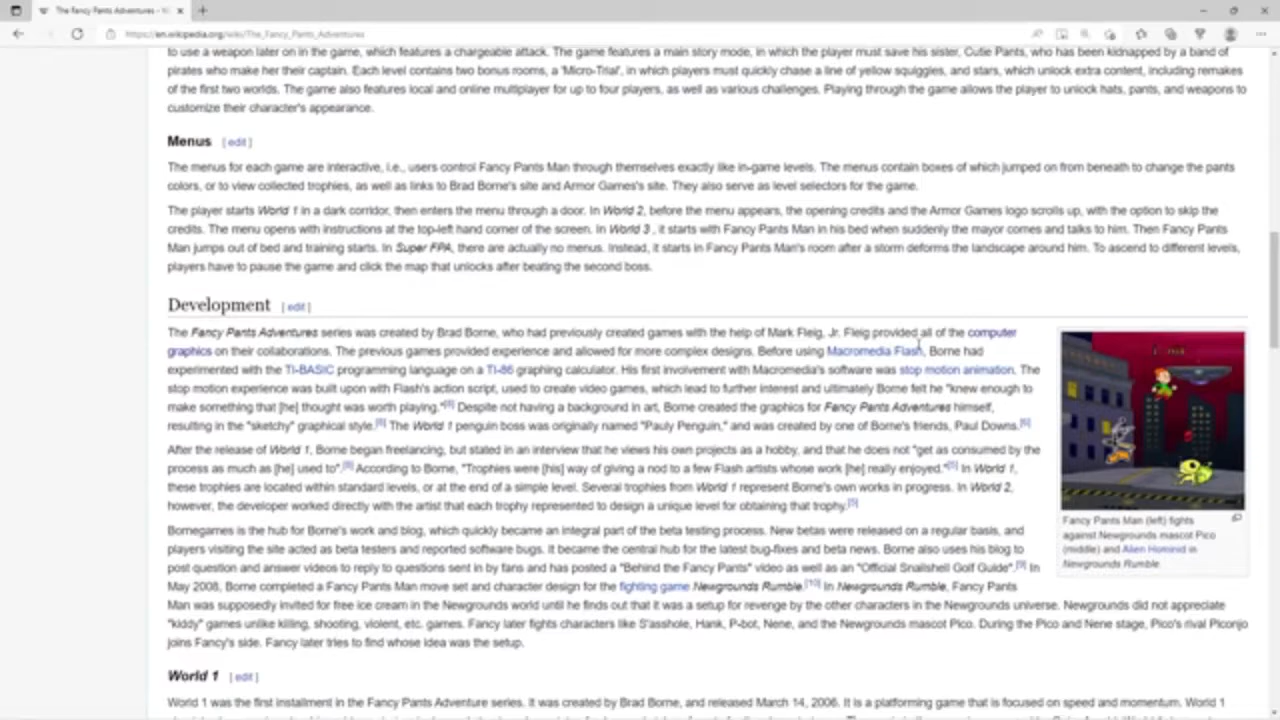 The Fancy Pants Adventures - Wi
https://en.wikipedia.org/wiki/The_Fancy_Pants_Adventures
to use a weapon later on in the game, which features a chargeable attack. The game features a main story mode, in which the player must save his sister, Cutie Pants, who has been kidnapped by a band of
pirates who make her their captain. Each level contains two bonus rooms, a 'Micro-Trial', in which players must quickly chase a line of yellow squiggles, and stars, which unlock extra content, including remakes
of the first two worlds. The game also features local and online multiplayer for up to four players, as well as various challenges. Playing through the game allows the player to unlock hats, pants, and weapons to
customize their character's appearance.
Menus [ edit ]
The menus for each game are interactive, i.e., users control Fancy Pants Man through themselves exactly like in-game levels. The menus contain boxes of which jumped on from beneath to change the pants
colors, or to view collected trophies, as well as links to Brad Borne's site and Armor Games's site. They also serve as level selectors for the game.
The player starts World 1 in a dark corridor, then enters the menu through a door. In World 2, before the menu appears, the opening credits and the Armor Games logo scrolls up, with the option to skip the
credits. The menu opens with instructions at the top-left hand corner of the screen. In World 3 , it starts with Fancy Pants Man in his bed when suddenly the mayor comes and talks to him. Then Fancy Pants
Man jumps out of bed and training starts. In Super FPA, there are actually no menus. Instead, it starts in Fancy Pants Man's room after a storm deforms the landscape around him. To ascend to different levels,
players have to pause the game and click the map that unlocks after beating the second boss.
Development [ edit ]
The Fancy Pants Adventures series was created by Brad Borne, who had previously created games with the help of Mark Fleig, Jr. Fleig provided all of the computer
graphics on their collaborations. The previous games provided experience and allowed for more complex designs. Before using Macromedia Flash, Borne had
experimented with the TI-BASIC programming language on a TI-86 graphing calculator. His first involvement with Macromedia's software was stop motion animation. The
stop motion experience was built upon with Flash's action script, used to create video games, which lead to further interest and ultimately Borne felt he "knew enough to
make something that [he] thought was worth playing."[8] Despite not having a background in art, Borne created the graphics for Fancy Pants Adventures himself,
resulting in the "sketchy" graphical style.[8] The World 1 penguin boss was originally named "Pauly Penguin," and was created by one of Borne's friends, Paul Downs.[5]
After the release of World 1, Borne began freelancing, but stated in an interview that he views his own projects as a hobby, and that he does not "get as consumed by the
process as much as [he] used to".[8] According to Borne, "Trophies were [his] way of giving a nod to a few Flash artists whose work [he] really enjoyed."[5] In World 1,
these trophies are located within standard levels, or at the end of a simple level. Several trophies from World 1 represent Borne's own works in progress. In World 2,
however, the developer worked directly with the artist that each trophy represented to design a unique level for obtaining that trophy.[5]
Bornegames is the hub for Borne's work and blog, which quickly became an integral part of the beta testing process. New betas were released on a regular basis, and
players visiting the site acted as beta testers and reported software bugs. It became the central hub for the latest bug-fixes and beta news. Borne also uses his blog to
post question and answer videos to reply to questions sent in by fans and has posted a "Behind the Fancy Pants" video as well as an "Official Snailshell Golf Guide".[9] In
May 2008, Borne completed a Fancy Pants Man move set and character design for the fighting game Newgrounds Rumble.[10] In Newgrounds Rumble, Fancy Pants
Man was supposedly invited for free ice cream in the Newgrounds world until he finds out that it was a setup for revenge by the other characters in the Newgrounds universe. Newgrounds did not appreciate
"kiddy" games unlike killing, shooting, violent, etc. games. Fancy later fights characters like S'asshole, Hank, P-bot, Nene, and the Newgrounds mascot Pico. During the Pico and Nene stage, Pico's rival Piconjo
joins Fancy's side. Fancy later tries to find whose idea was the setup.
Fancy Pants Man (left) fights
against Newgrounds mascot Pico
(middle) and Alien Hominid in
Newgrounds Rumble.
World 1 [ edit ]
World 1 was the first installment in the Fancy Pants Adventure series. It was created by Brad Borne, and released March 14, 2006. It is a platforming game that is focused on speed and momentum. World 1